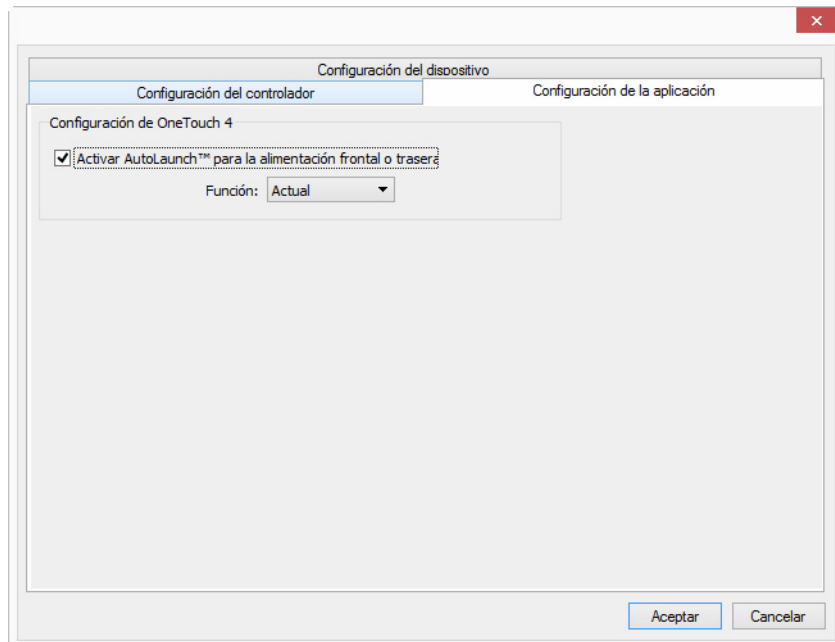 Configuración del dispositivo
Configuración del controlador
Configuración de la aplicación
Configuración de OneTouch 4
Activar AutoLaunch™ para la alimentación frontal o trasera
Función: Actual
Aceptar
Cancelar